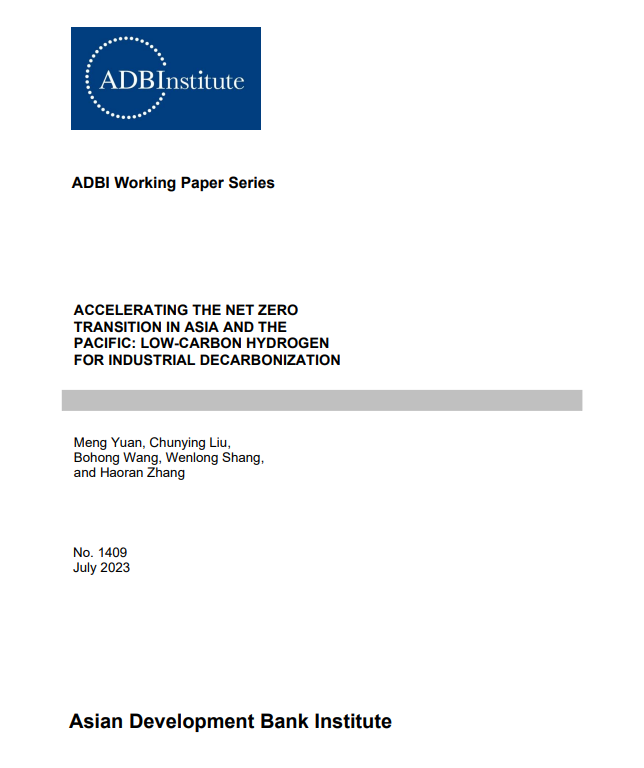 ADBInstitute
ADBI Working Paper Series
ACCELERATING THE NET ZERO
TRANSITION IN ASIA AND THE
PACIFIC: LOW-CARBON HYDROGEN
FOR INDUSTRIAL DECARBONIZATION
Meng Yuan, Chunying Liu,
Bohong Wang, Wenlong Shang,
and Haoran Zhang
No. 1409
July 2023
Asian Development Bank Institute